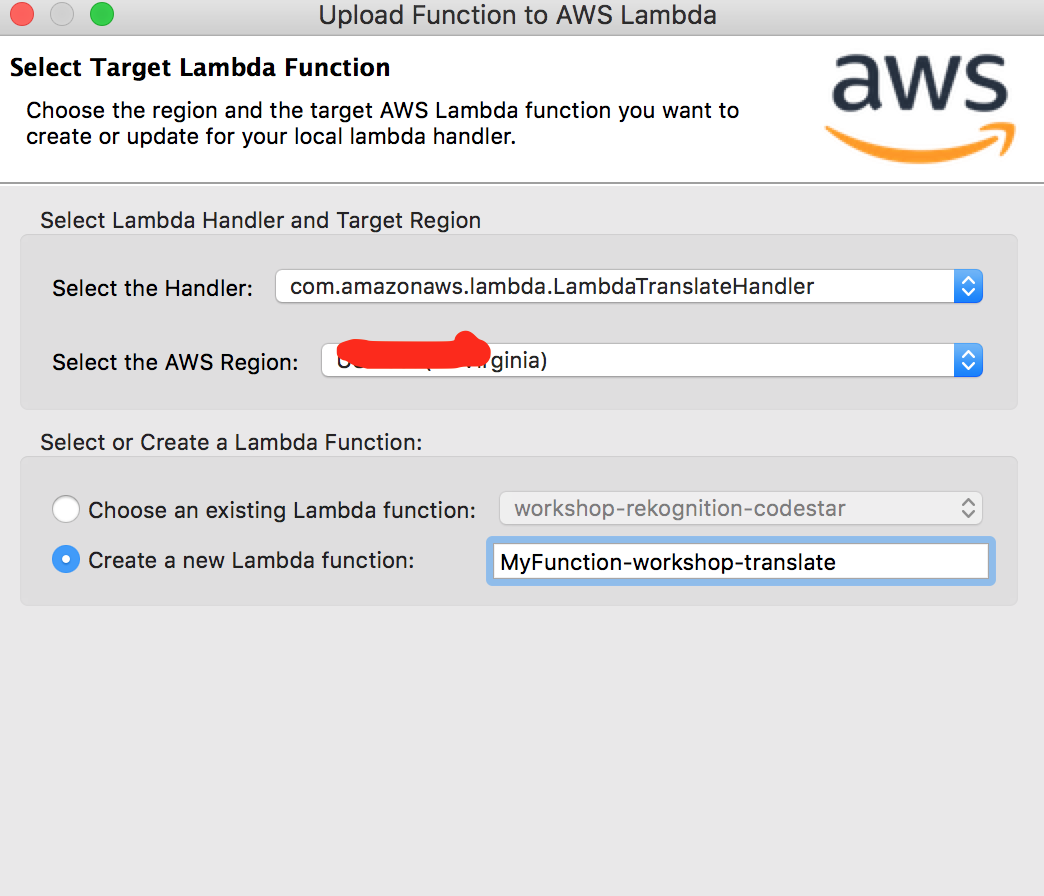 Upload Function to AWS Lambda
Select Target Lambda Function
aws
Choose the region and the target AWS Lambda function you want to
create or update for your local lambda handler.
Select Lambda Handler and Target Region
Select the Handler: com.amazonaws.lambda.LambdaTranslateHandler
Select the AWS Region:
Select or Create a Lambda Function:
Choose an existing Lambda function: workshop-rekognition-codestar
Create a new Lambda function: MyFunction-workshop-translate